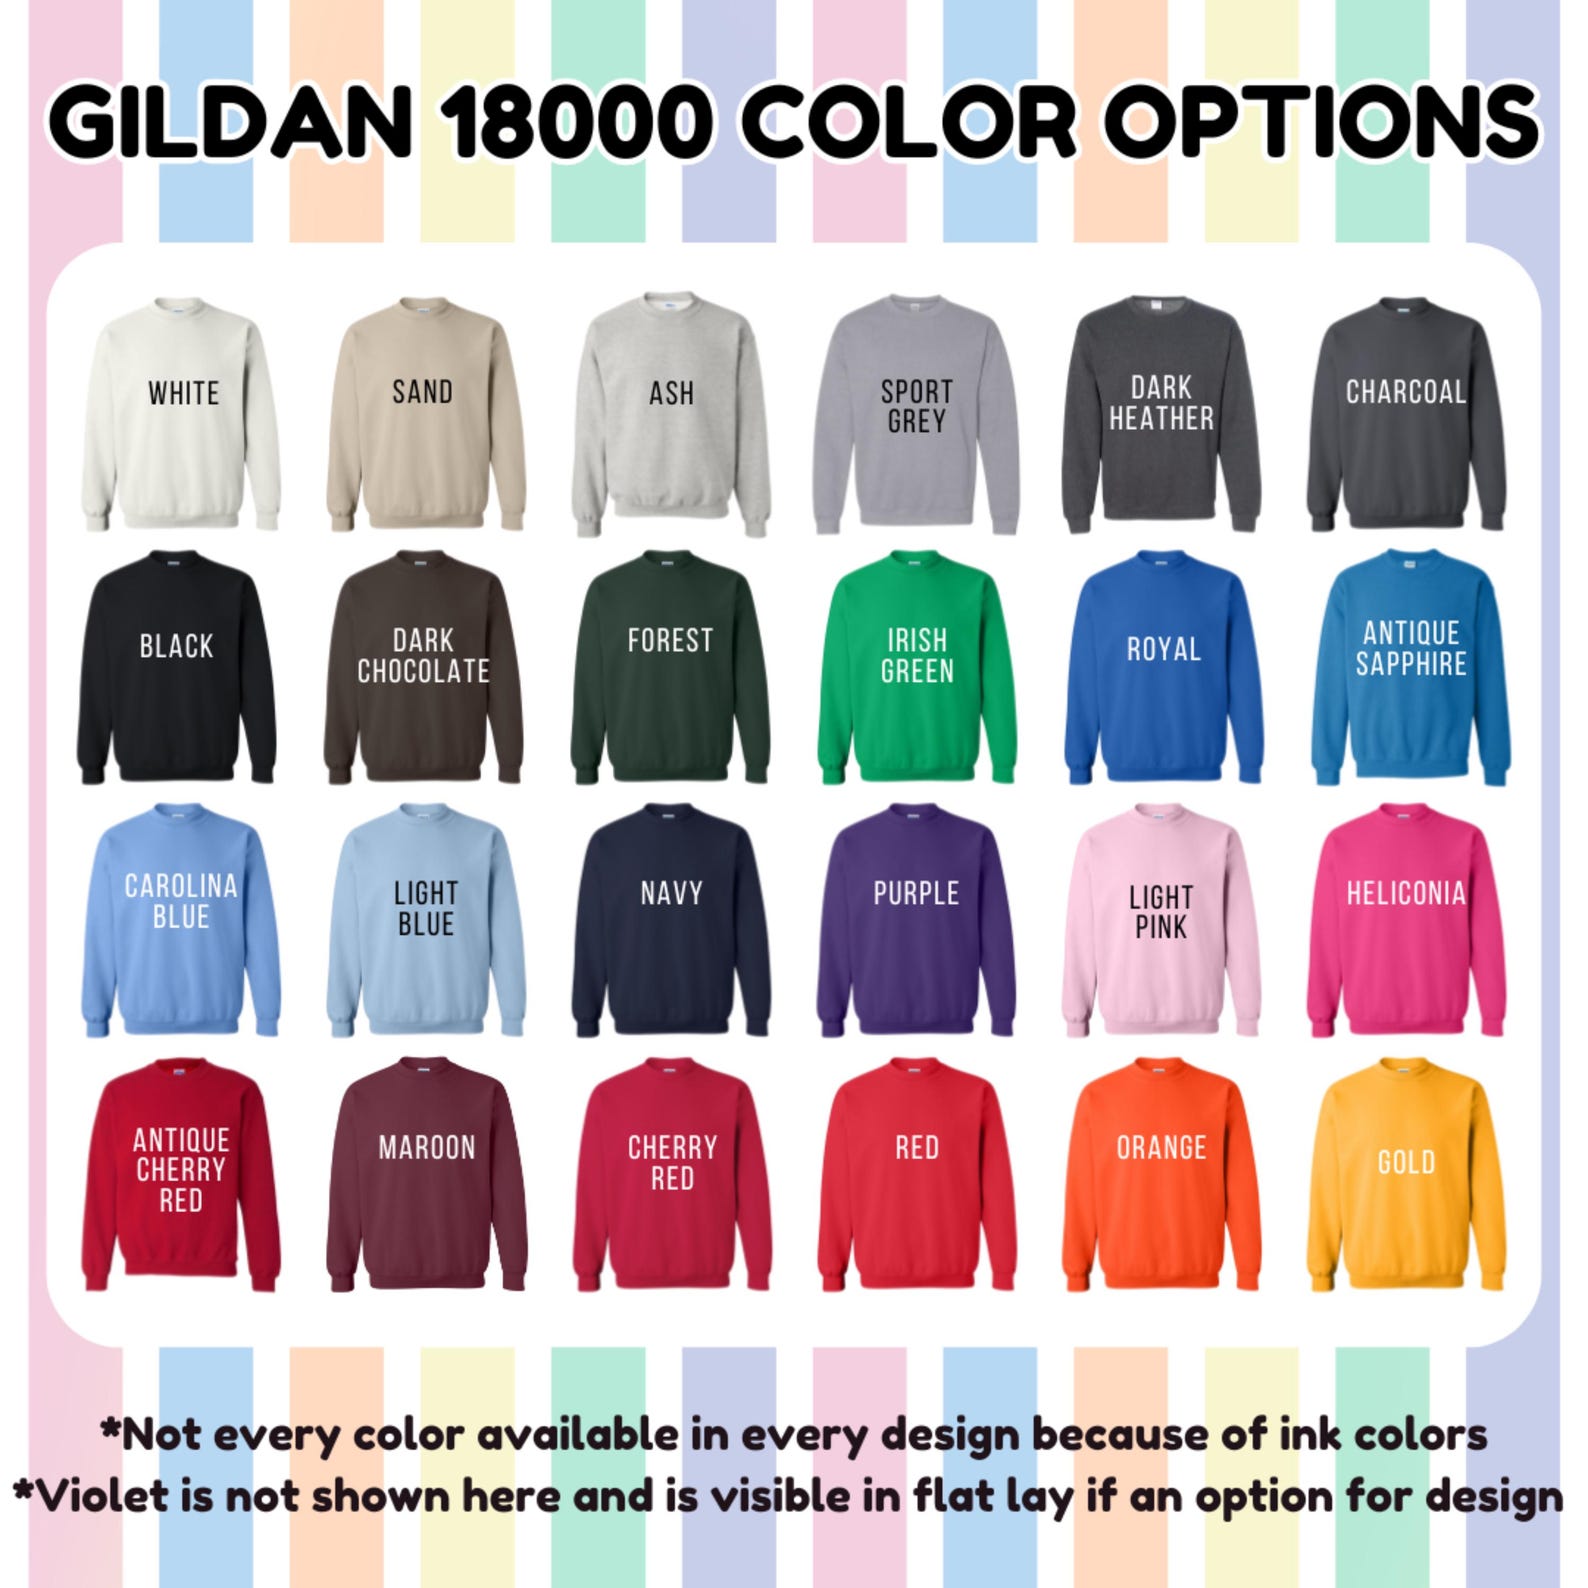 GILDAN 18000 COLOR OPTIONS
WHITE
SAND
ASH
SPORT
GREY
DARK
HEATHER
CHARCOAL
BLACK
DARK
CHOCOLATE
FOREST
IRISH
GREEN
ROYAL
ANTIQUE
SAPPHIRE
CAROLINA
BLUE
LIGHT
BLUE
NAVY
PURPLE
LIGHT
PINK
HELICONIA
ANTIQUE
CHERRY
RED
MAROON
CHERRY
RED
RED
ORANGE
GOLD
*Not every color available in every design because of ink colors
*Violet is not shown here and is visible in flat lay if an option for design